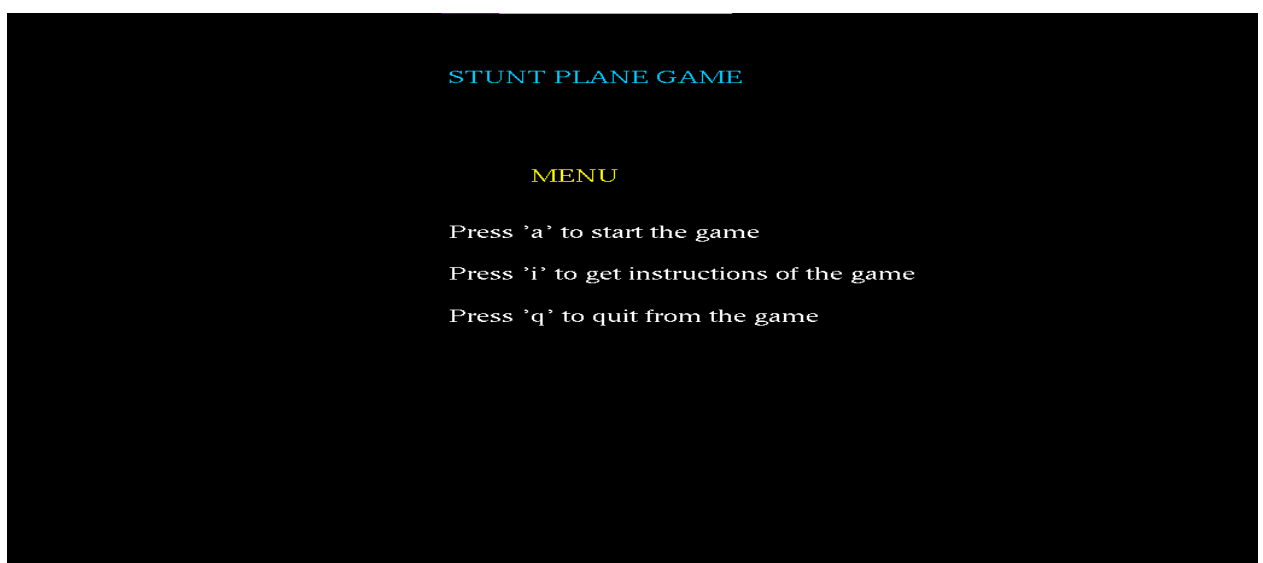 STUNT PLANE GAME
MENU
Press ’a’ to start the game
Press ’i’ to get instructions of the game
Press ’q’ to quit from the game